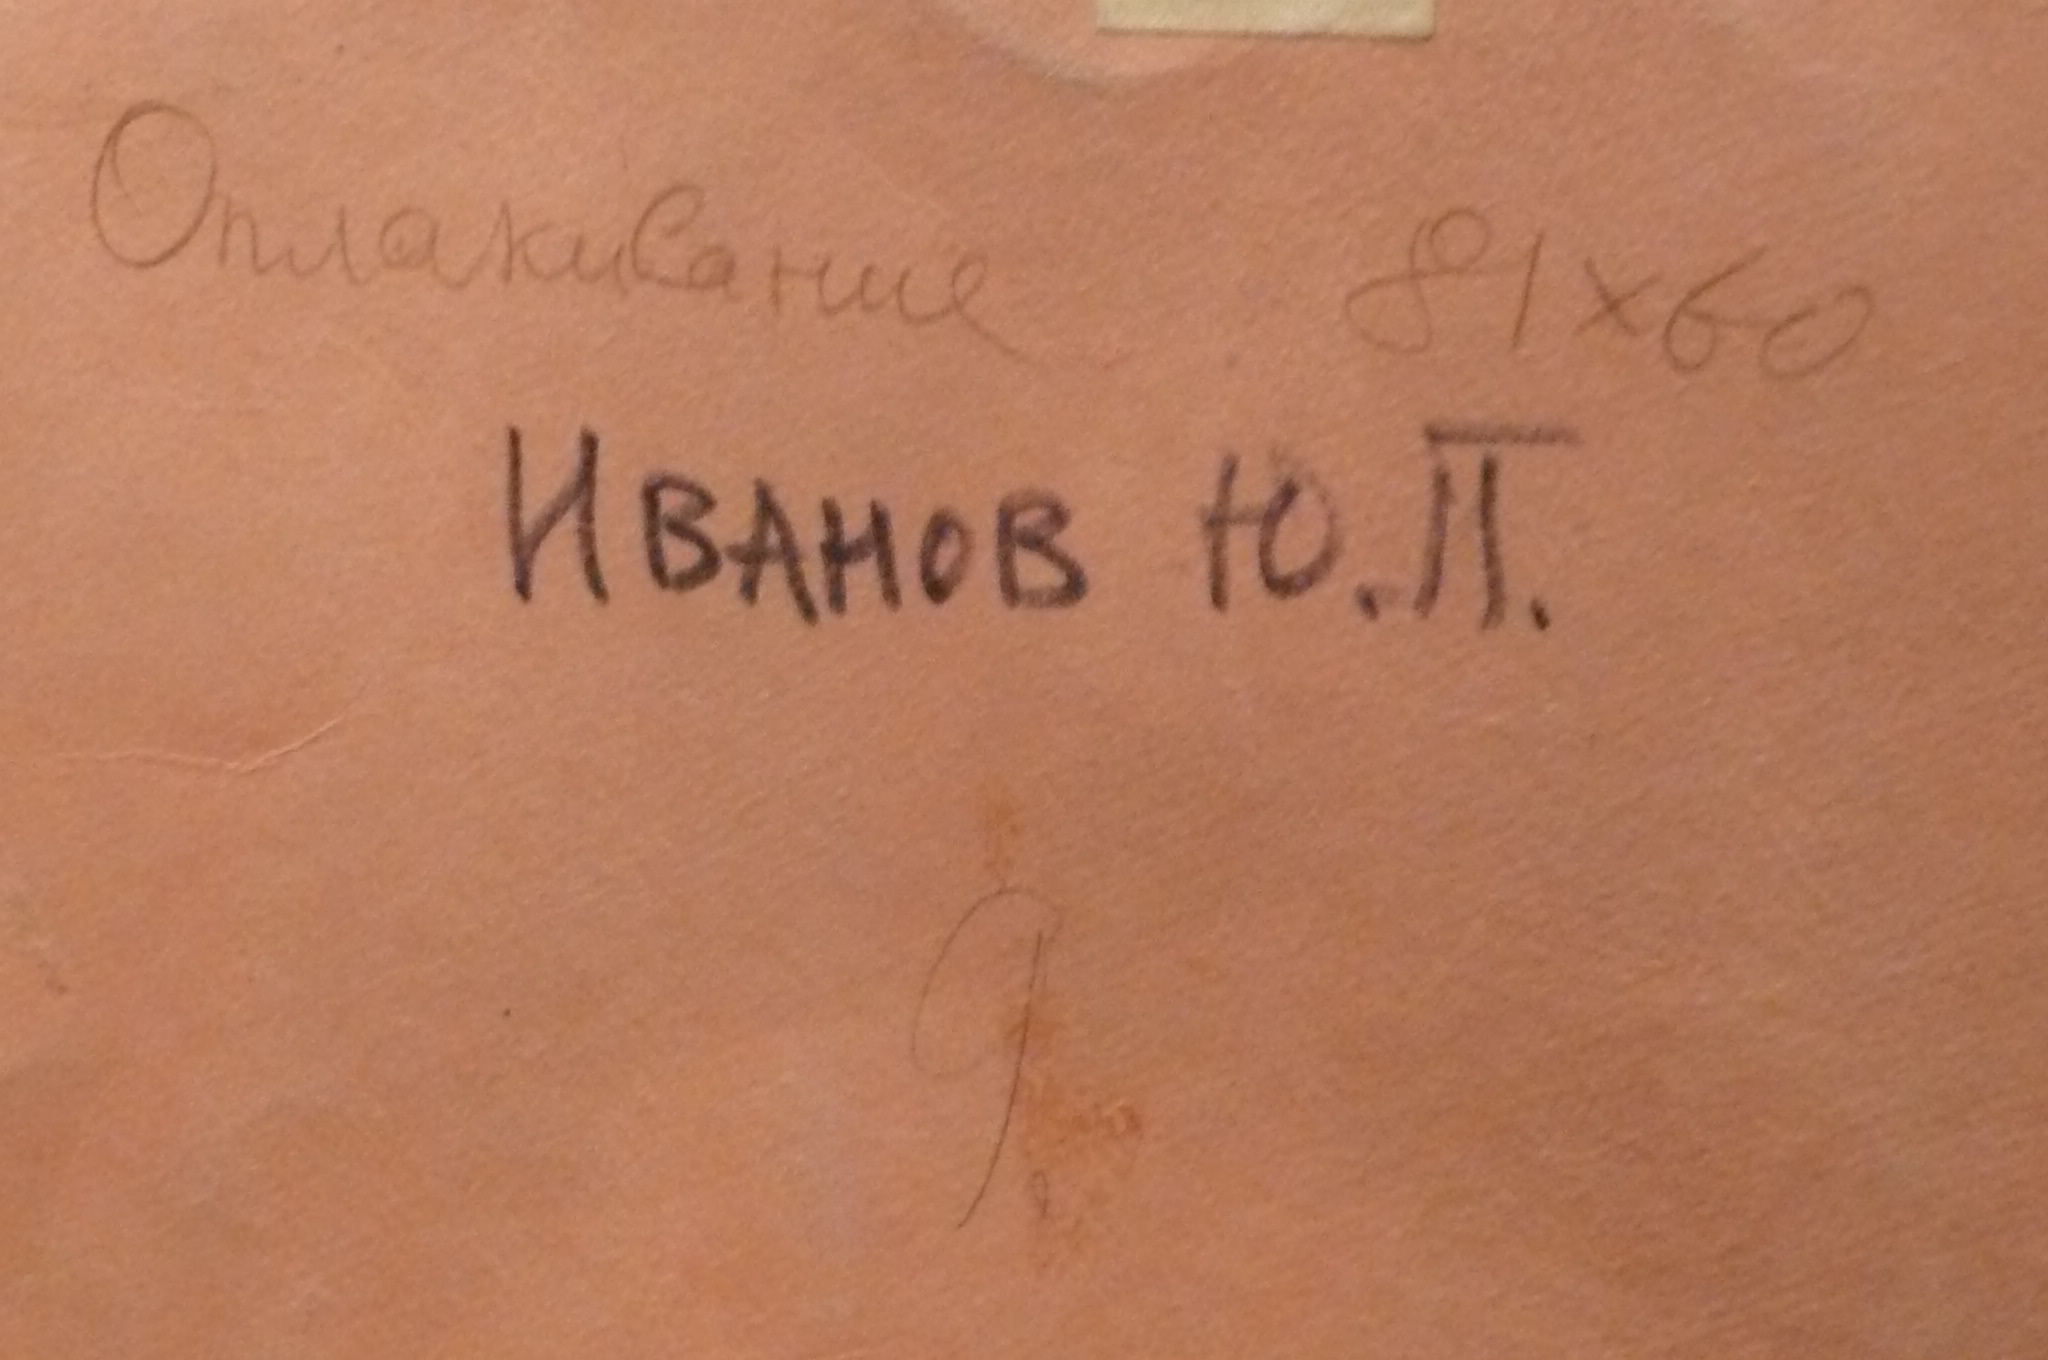 Оплакивание 81x60
Иванов Ю.П.